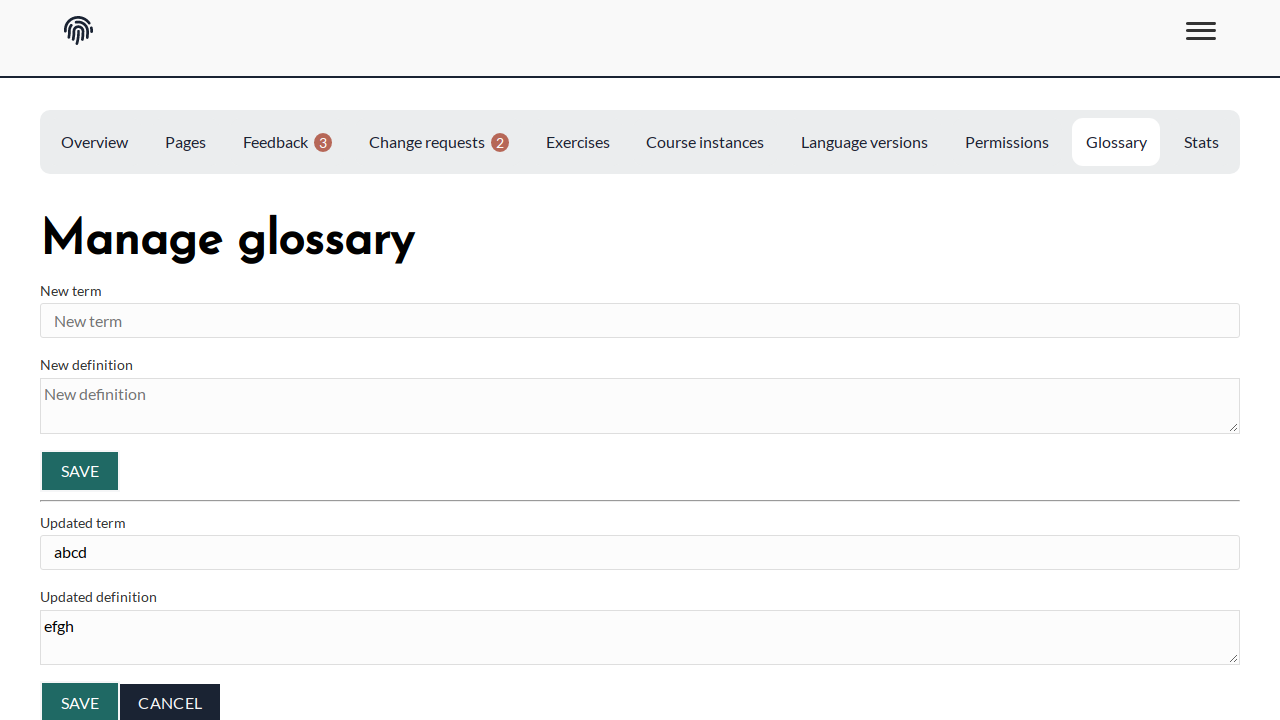 Overview Pages Feedback 3 Change requests 2 Exercises Course instances Language versions Permissions Glossary Stats
Manage glossary
New term
New term
New definition
New definition
SAVE
Updated term
abcd
Updated definition
efgh
SAVE CANCEL